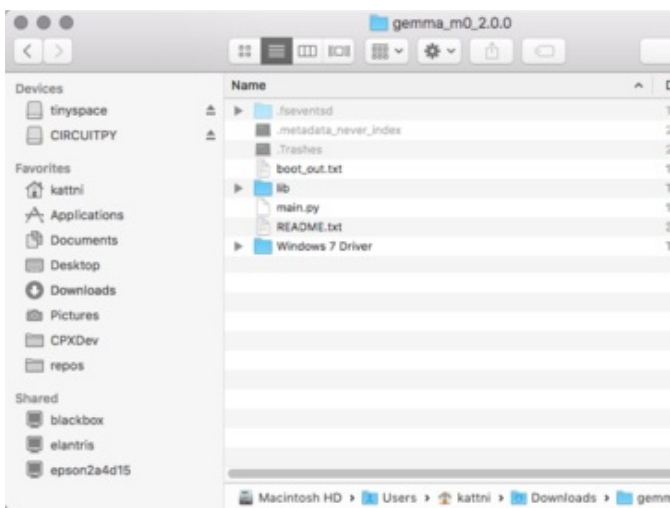 gemma_m0_2.0.0
Devices
tinyspace
CIRCUITPY
Favorites
kattni
Applications
Documents
Desktop
Downloads
Pictures
CPXDev
repos
Shared
blackbox
elantris
epson2a4d15
Name
.fseventsd
.metadata_never_index
.Trashes
boot_out.txt
lib
main.py
README.txt
Windows 7 Driver
Macintosh HD › Users › kattni › Downloads › gemm